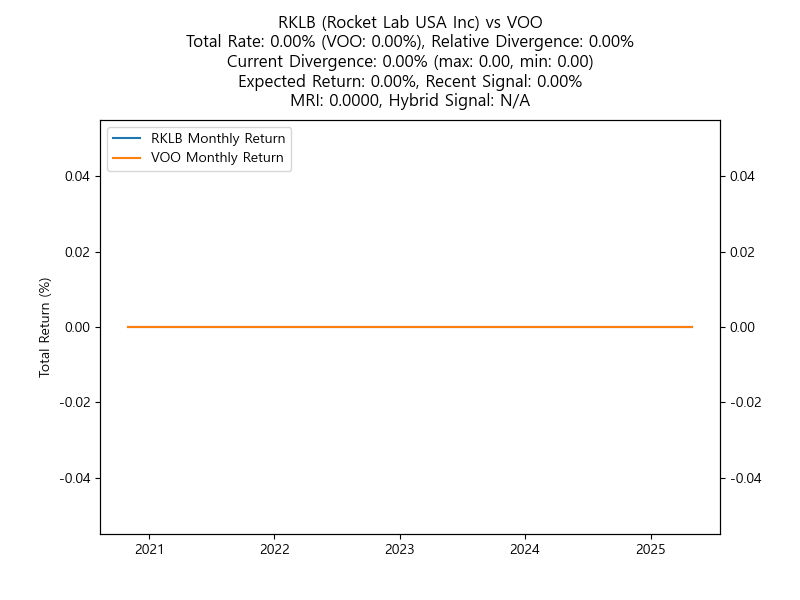 RKLB (Rocket Lab USA Inc) vs VOO
Total Rate: 0.00% (VOO: 0.00%), Relative Divergence: 0.00%
Current Divergence: 0.00% (max: 0.00, min: 0.00)
Expected Return: 0.00%, Recent Signal: 0.00%
MRI: 0.0000, Hybrid Signal: N/A
RKLB Monthly Return
VOO Monthly Return
Total Return (%)
0.04 0.04
0.02 0.02
0.00 0.00
-0.02 -0.02
-0.04 -0.04
2021 2022 2023 2024 2025